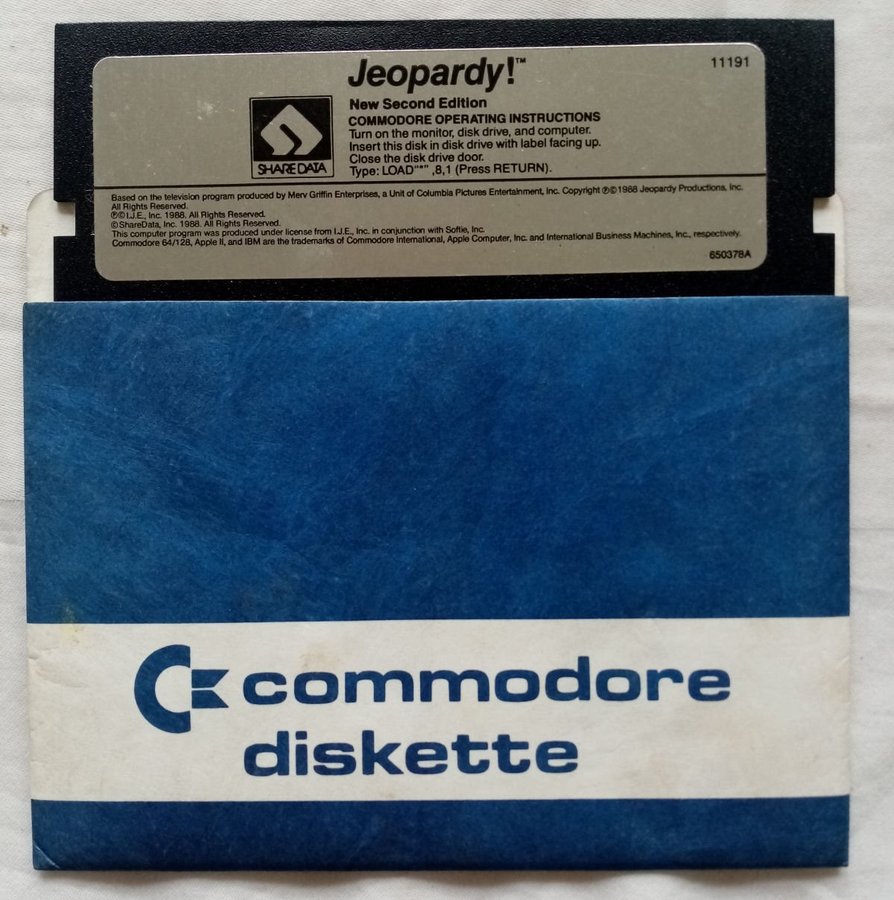 Jeopardy!™
11191
New Second Edition
COMMODORE OPERATING INSTRUCTIONS
Turn on the monitor, disk drive, and computer.
Insert this disk in disk drive with label facing up.
Close the disk drive door.
Type: LOAD"*" ,8,1 (Press RETURN).
SHAREDATA
Based on the television program produced by Merv Griffin Enterprises, a Unit of Columbia Pictures Entertainment, Inc. Copyright ℗©1988 Jeopardy Productions, Inc.
All Rights Reserved.
℗©I.J.E., Inc. 1988. All Rights Reserved.
©ShareData, Inc. 1988. All Rights Reserved.
This computer program was produced under license from I.J.E., Inc. in conjunction with Softie, Inc.
Commodore 64/128, Apple II, and IBM are the trademarks of Commodore International, Apple Computer, Inc. and International Business Machines, Inc., respectively.
650378A
commodore
diskette